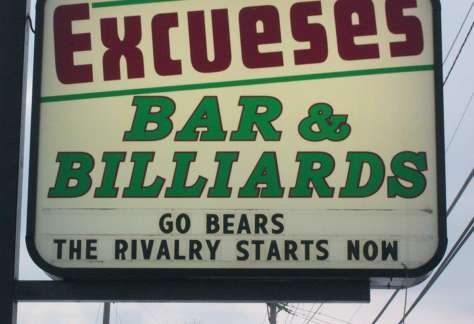 EXCUESES
BAR &
BILLIARDS
GO BEARS
THE RIVALRY STARTS NOW